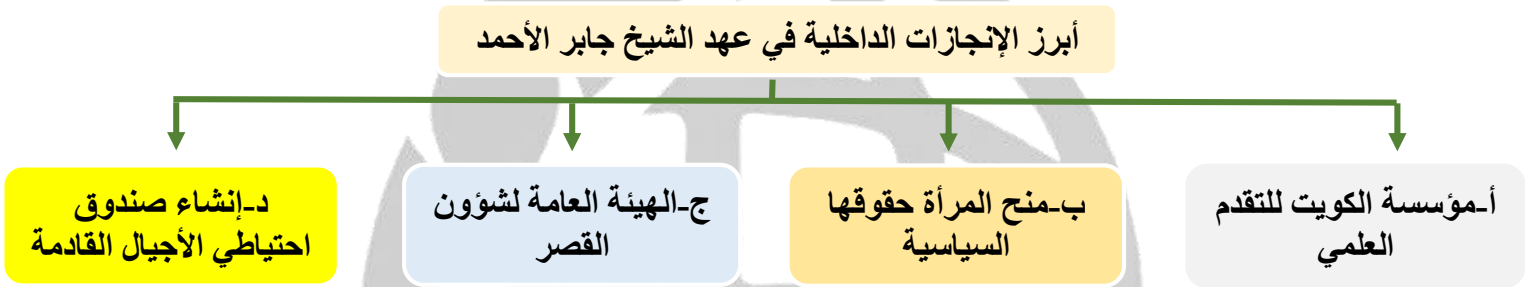 أبرز الإنجازات الداخلية في عهد الشيخ جابر الأحمد
أ-مؤسسة الكويت للتقدم
العلمي
ب-منح المرأة حقوقها
السياسية
ج-الهيئة العامة لشؤون
القصر
د-إنشاء صندوق
احتياطي الأجيال القادمة